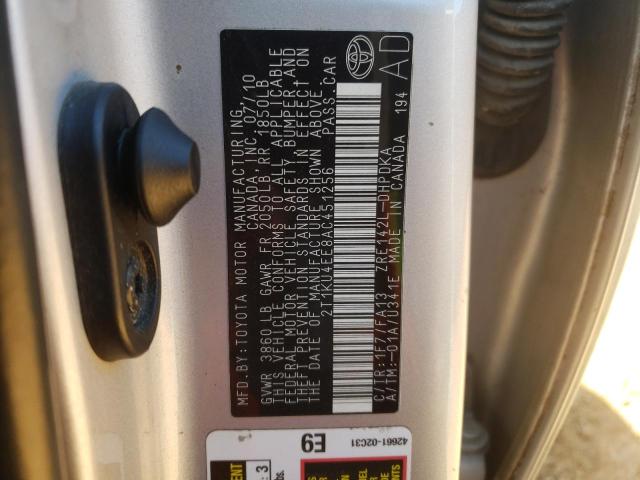 MFD.BY:TOYOTA MOTOR MANUFACTURING
CANADA,INC. 07/10
GVWR 3860 LB GAWR FR 2050LB RR 1850LB
THIS VEHICLE CONFORMS TO ALL APPLICABLE
FEDERAL MOTOR VEHICLE SAFETY, BUMPER, AND
THEFT PREVENTION STANDARDS IN EFFECT ON
THE DATE OF MANUFACTURE SHOWN ABOVE.
2T1KU4EE8AC451256 PASS.CAR
C/TR:1F7/FA13 ZRE142L-DHPDKA
A/TM:-01A/U341E MADE IN CANADA 194
AD
E9
42661-02C31